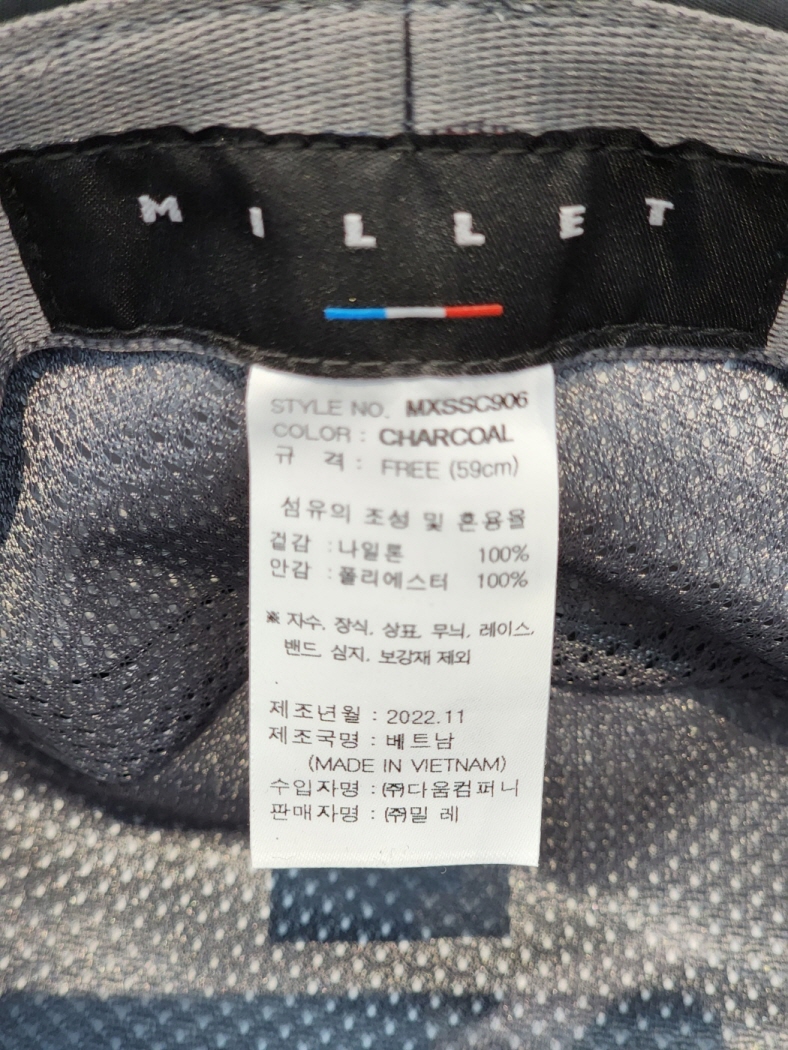 MILLET
STYLE NO. MXSSC906
COLOR : CHARCOAL
규 격 : FREE (59cm)
섬유의 조성 및 혼용율
겉감 : 나일론 100%
안감 : 폴리에스터 100%
※ 자수, 장식, 상표, 무늬, 레이스,
밴드, 심지, 보강재 제외
제조년월 : 2022.11
제조국명 : 베트남
(MADE IN VIETNAM)
수입자명 : ㈜다움컴퍼니
판매자명 : ㈜밀 레